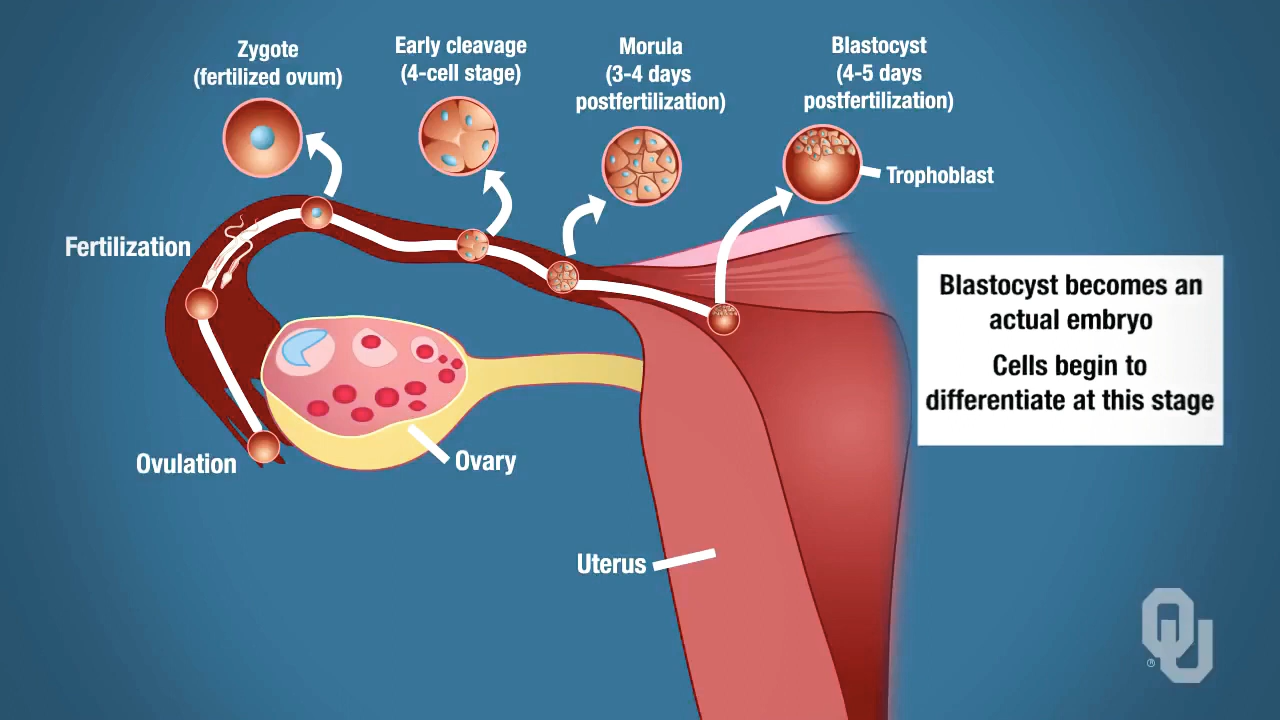 Zygote
(fertilized ovum)
Early cleavage
(4-cell stage)
Morula
(3-4 days
postfertilization)
Blastocyst
(4-5 days
postfertilization)
Trophoblast
Fertilization
Blastocyst becomes an
actual embryo
Cells begin to
differentiate at this stage
Ovulation
Ovary
Uterus
OU
®